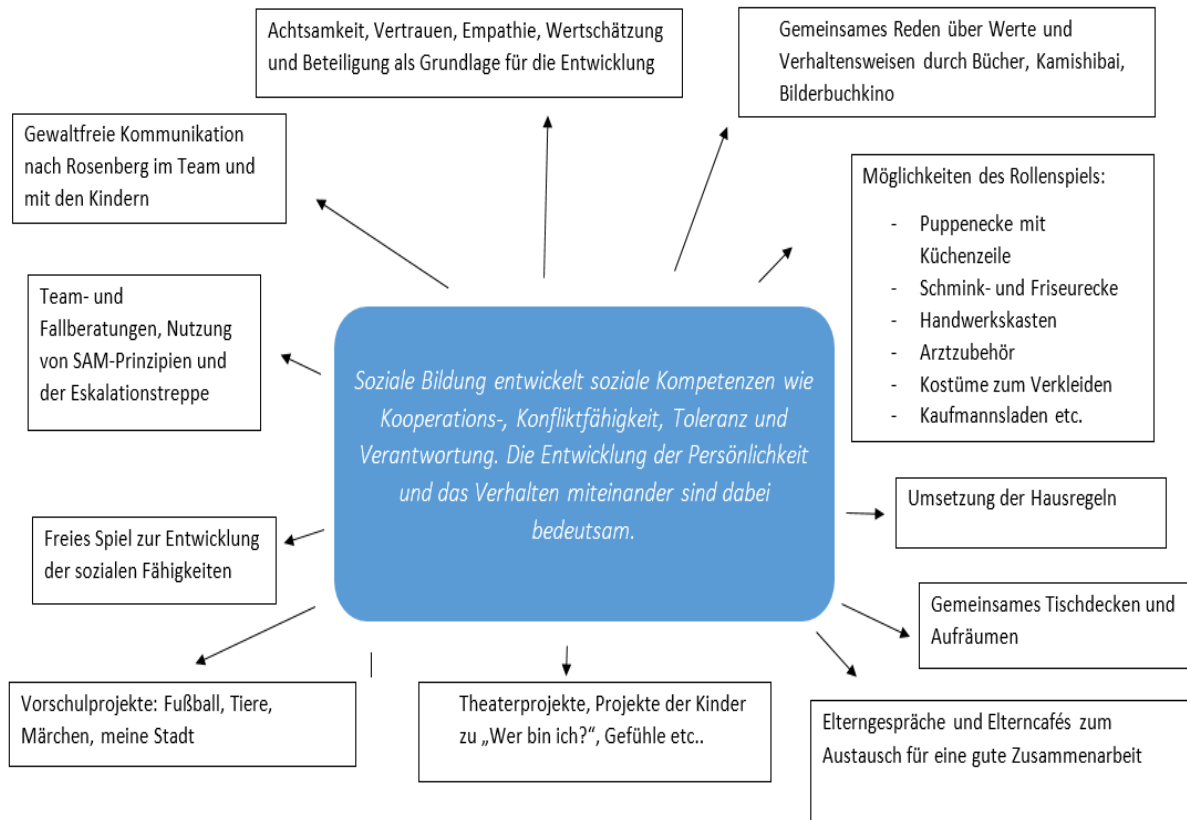 Achtsamkeit, Vertrauen, Empathie, Wertschätzung
und Beteiligung als Grundlage für die Entwicklung
Gemeinsames Reden über Werte und
Verhaltensweisen durch Bücher, Kamishibai,
Bilderbuchkino
Gewaltfreie Kommunikation
nach Rosenberg im Team und
mit den Kindern
Möglichkeiten des Rollenspiels:
- Puppenecke mit
Küchenzeile
- Schmink- und Friseurecke
- Handwerkskasten
- Arztzubehör
- Kostüme zum Verkleiden
- Kaufmannsladen etc.
Team- und
Fallberatungen, Nutzung
von SAM-Prinzipien und
der Eskalationstreppe
Soziale Bildung entwickelt soziale Kompetenzen wie
Kooperations-, Konfliktfähigkeit, Toleranz und
Verantwortung. Die Entwicklung der Persönlichkeit
und das Verhalten miteinander sind dabei
bedeutsam.
Umsetzung der Hausregeln
Freies Spiel zur Entwicklung
der sozialen Fähigkeiten
Gemeinsames Tischdecken und
Aufräumen
Vorschulprojekte: Fußball, Tiere,
Märchen, meine Stadt
Theaterprojekte, Projekte der Kinder
zu „Wer bin ich?“, Gefühle etc..
Elterngespräche und Elterncafés zum
Austausch für eine gute Zusammenarbeit